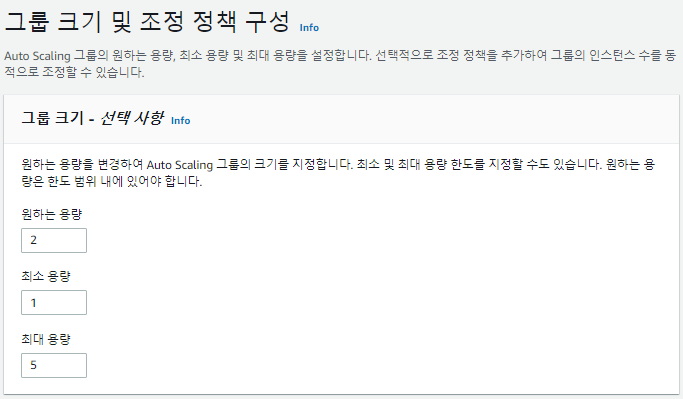 그룹 크기 및 조정 정책 구성 Info
Auto Scaling 그룹의 원하는 용량, 최소 용량 및 최대 용량을 설정합니다. 선택적으로 조정 정책을 추가하여 그룹의 인스턴스 수를 동
적으로 조정할 수 있습니다.
그룹 크기 - 선택 사항 Info
원하는 용량을 변경하여 Auto Scaling 그룹의 크기를 지정합니다. 최소 및 최대 용량 한도를 지정할 수도 있습니다. 원하는 용
량은 한도 범위 내에 있어야 합니다.
원하는 용량
2
최소 용량
1
최대 용량
5